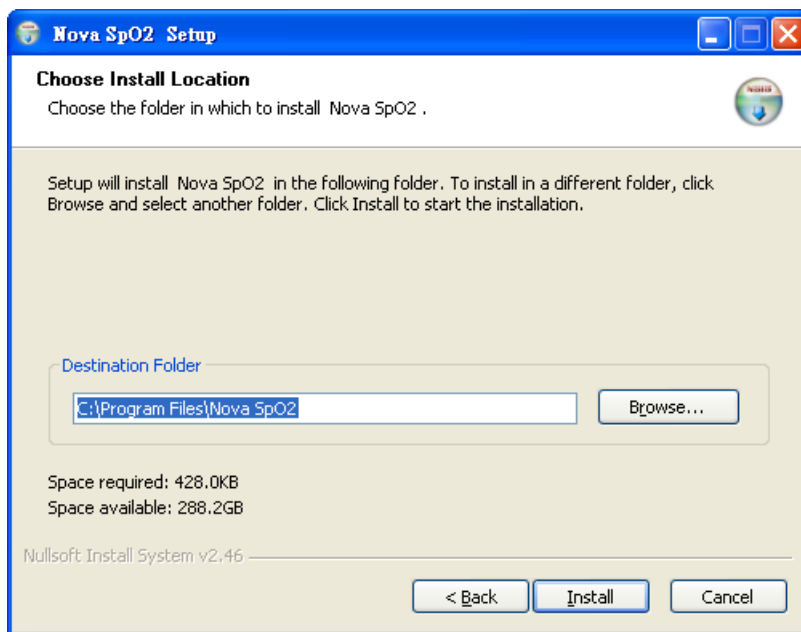 Nova SpO2 Setup
Choose Install Location
Choose the folder in which to install Nova SpO2 .
Setup will install Nova SpO2 in the following folder. To install in a different folder, click
Browse and select another folder. Click Install to start the installation.
Destination Folder
C:\Program Files\Nova SpO2
Browse...
Space required: 428.0KB
Space available: 288.2GB
Nullsoft Install System v2.46
< Back
Install
Cancel